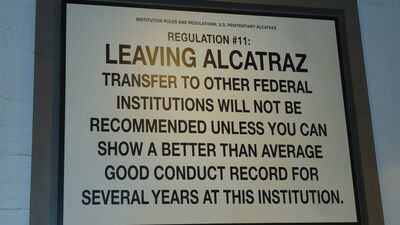 INSTITUTION RULES AND REGULATIONS, U.S. PENITENTIARY ALCATRAZ
REGULATION #11:
LEAVING ALCATRAZ
TRANSFER TO OTHER FEDERAL
INSTITUTIONS WILL NOT BE
RECOMMENDED UNLESS YOU CAN
SHOW A BETTER THAN AVERAGE
GOOD CONDUCT RECORD FOR
SEVERAL YEARS AT THIS INSTITUTION.